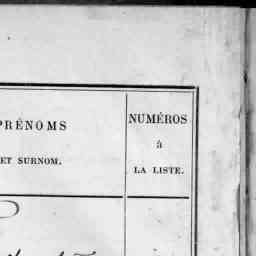 PRÉNOMS
ET SURNOM.
NUMÉROS
à
LA LISTE.